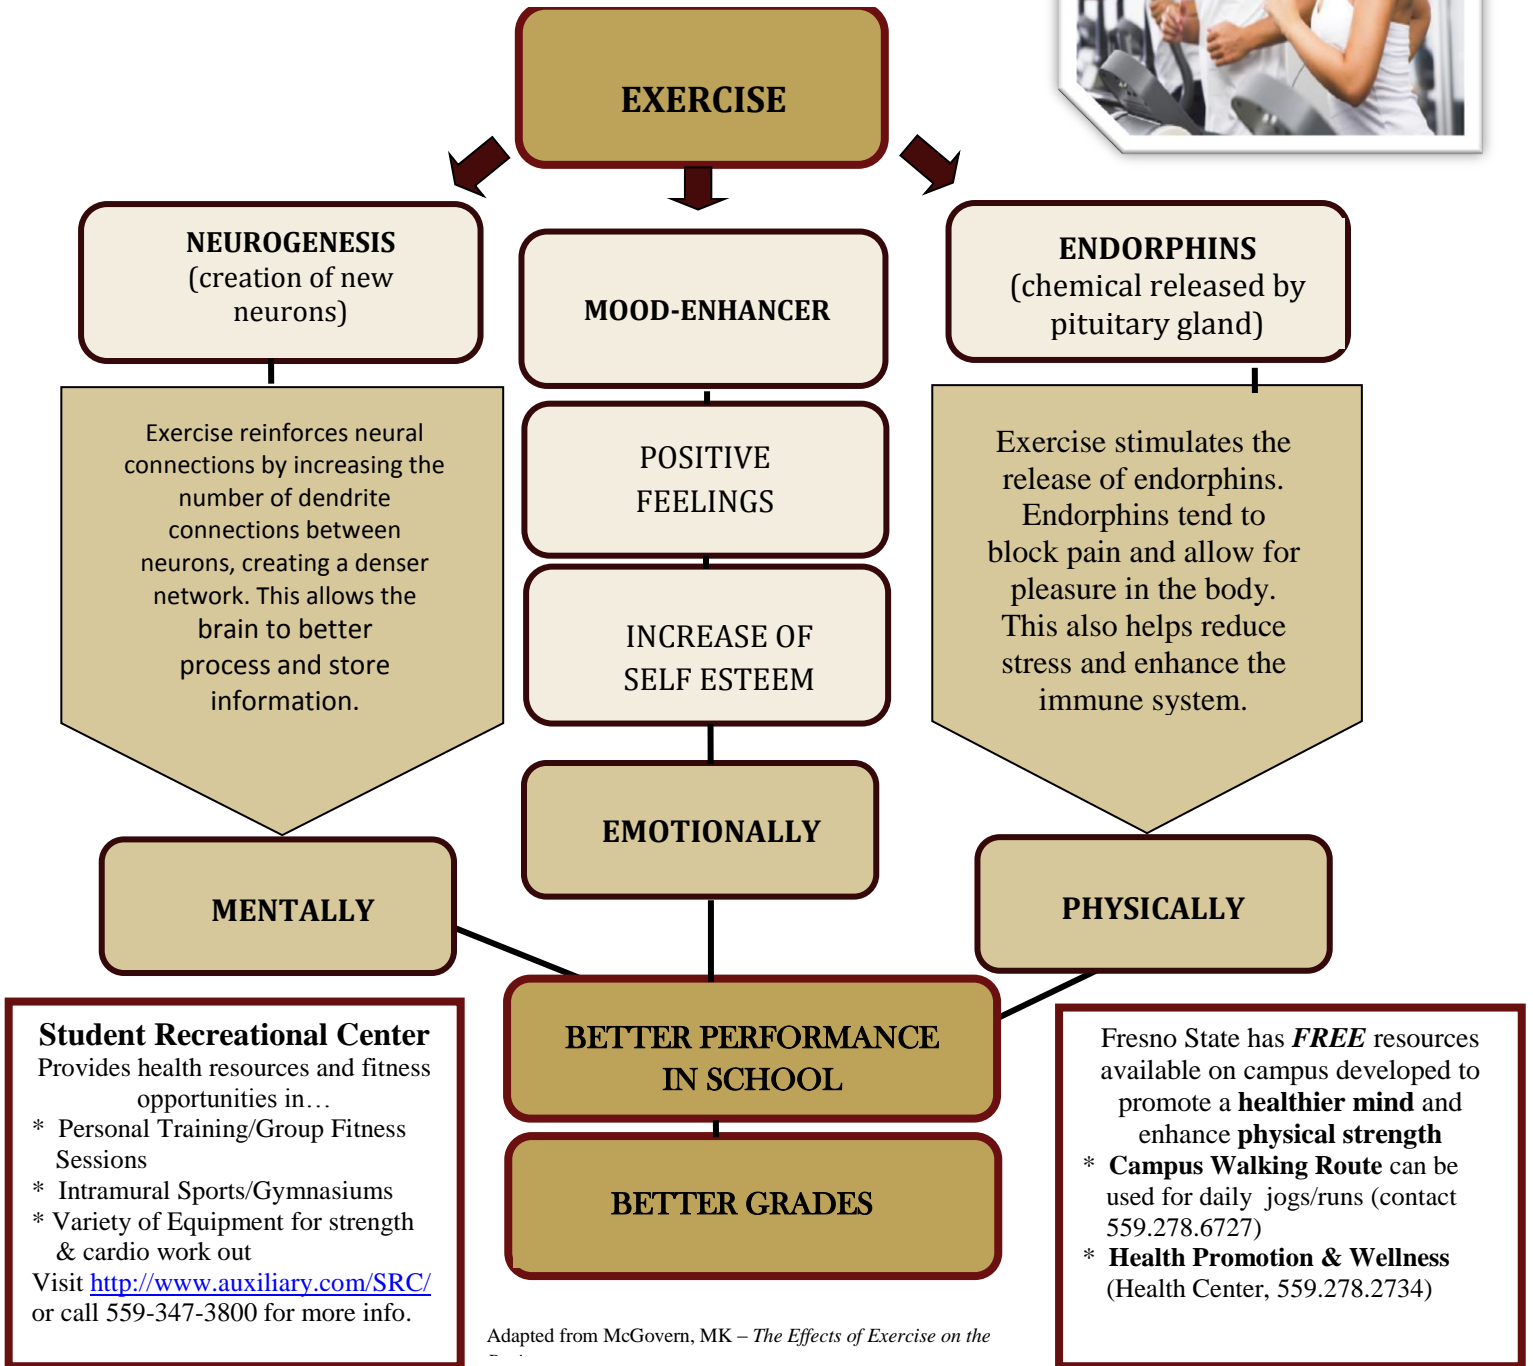 EXERCISE
NEUROGENESIS
(creation of new
neurons)
MOOD-ENHANCER
ENDORPHINS
(chemical released by
pituitary gland)
Exercise reinforces neural
connections by increasing the
number of dendrite
connections between
neurons, creating a denser
network. This allows the
brain to better
process and store
information.
POSITIVE
FEELINGS
INCREASE OF
SELF ESTEEM
Exercise stimulates the
release of endorphins.
Endorphins tend to
block pain and allow for
pleasure in the body.
This also helps reduce
stress and enhance the
immune system.
MENTALLY
EMOTIONALLY
PHYSICALLY
BETTER PERFORMANCE
IN SCHOOL
BETTER GRADES
Student Recreational Center
Provides health resources and fitness
opportunities in…
* Personal Training/Group Fitness
Sessions
* Intramural Sports/Gymnasiums
* Variety of Equipment for strength
& cardio work out
Visit http://www.auxiliary.com/SRC/
or call 559-347-3800 for more info.
Fresno State has FREE resources
available on campus developed to
promote a healthier mind and
enhance physical strength
* Campus Walking Route can be
used for daily jogs/runs (contact
559.278.6727)
* Health Promotion & Wellness
(Health Center, 559.278.2734)
Adapted from McGovern, MK – The Effects of Exercise on the